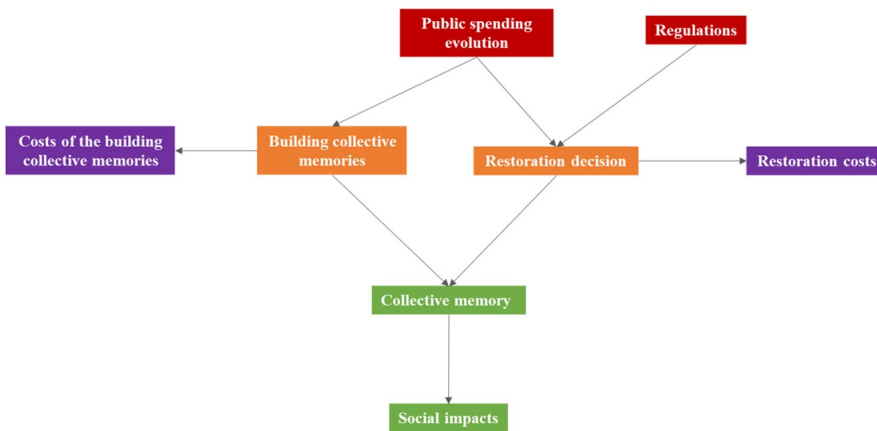 Public spending
evolution
Regulations
Costs of the building
collective memories
Building collective
memories
Restoration decision
Restoration costs
Collective memory
Social impacts